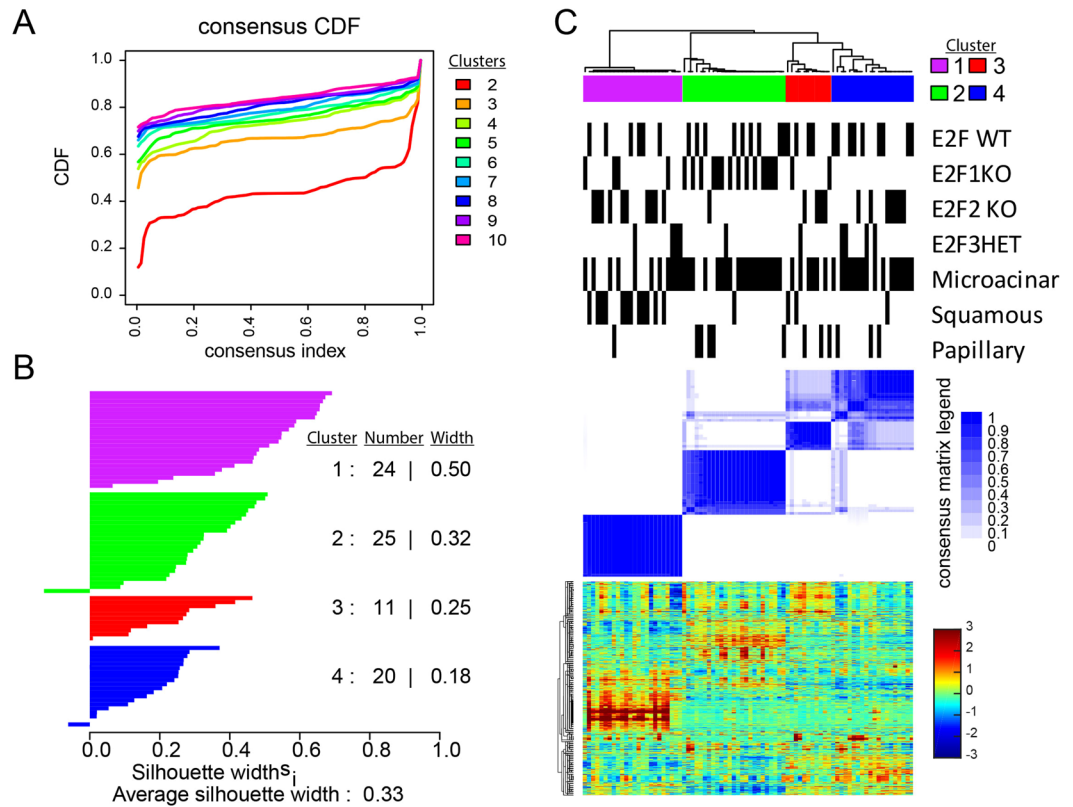 A
consensus CDF
CDF
1.0
0.8
0.6
0.4
0.2
0.0
0.0 0.2 0.4 0.6 0.8 1.0
consensus index
Clusters
2
3
4
5
6
7
8
9
10
B
Cluster Number Width
1 : 24 | 0.50
2 : 25 | 0.32
3 : 11 | 0.25
4 : 20 | 0.18
0.0 0.2 0.4 0.6 0.8 1.0
Silhouette width si
Average silhouette width : 0.33
C
Cluster
1 3
2 4
E2F WT
E2F1KO
E2F2 KO
E2F3HET
Microacinar
Squamous
Papillary
consensus matrix legend
1
0.9
0.8
0.7
0.6
0.5
0.4
0.3
0.2
0.1
0
3
2
1
0
-1
-2
-3